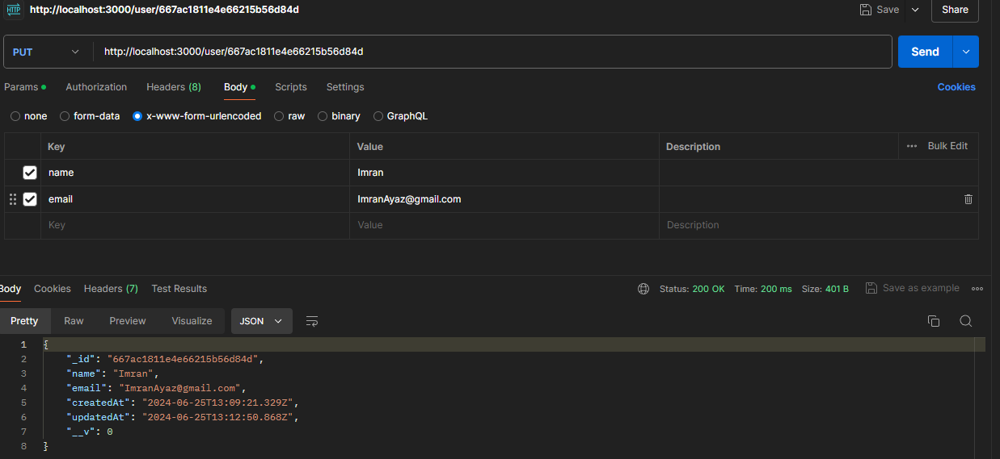 HTTP http://localhost:3000/user/667ac1811e4e66215b56d84d Save Share
PUT http://localhost:3000/user/667ac1811e4e66215b56d84d Send
Params Authorization Headers (8) Body Scripts Settings Cookies
none form-data x-www-form-urlencoded raw binary GraphQL
Key Value Description Bulk Edit
name Imran
email ImranAyaz@gmail.com
Key Value Description
Body Cookies Headers (7) Test Results Status: 200 OK Time: 200 ms Size: 401 B Save as example
Pretty Raw Preview Visualize JSON
1 {
2 "_id": "667ac1811e4e66215b56d84d",
3 "name": "Imran",
4 "email": "ImranAyaz@gmail.com",
5 "createdAt": "2024-06-25T13:09:21.329Z",
6 "updatedAt": "2024-06-25T13:12:50.868Z",
7 "__v": 0
8 }